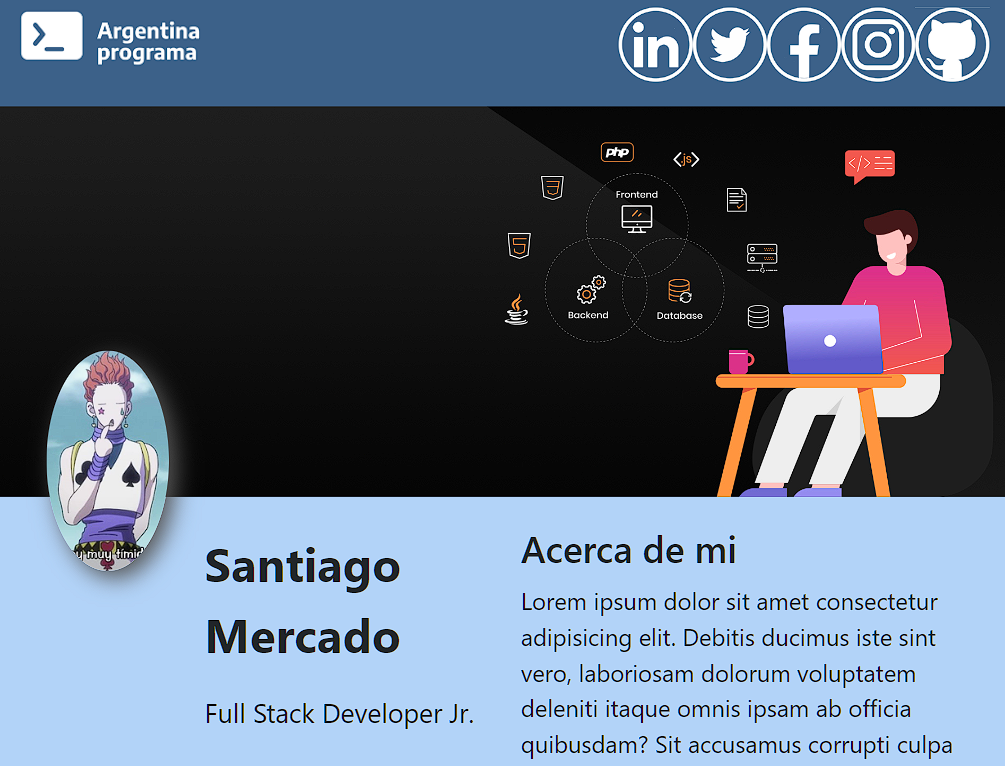 Argentina
programa
in
php
<js>
Frontend
</>
Backend
Database
muy tímid
Santiago
Mercado
Full Stack Developer Jr.
Acerca de mi
Lorem ipsum dolor sit amet consectetur
adipisicing elit. Debitis ducimus iste sint
vero, laboriosam dolorum voluptatem
deleniti itaque omnis ipsam ab officia
quibusdam? Sit accusamus corrupti culpa